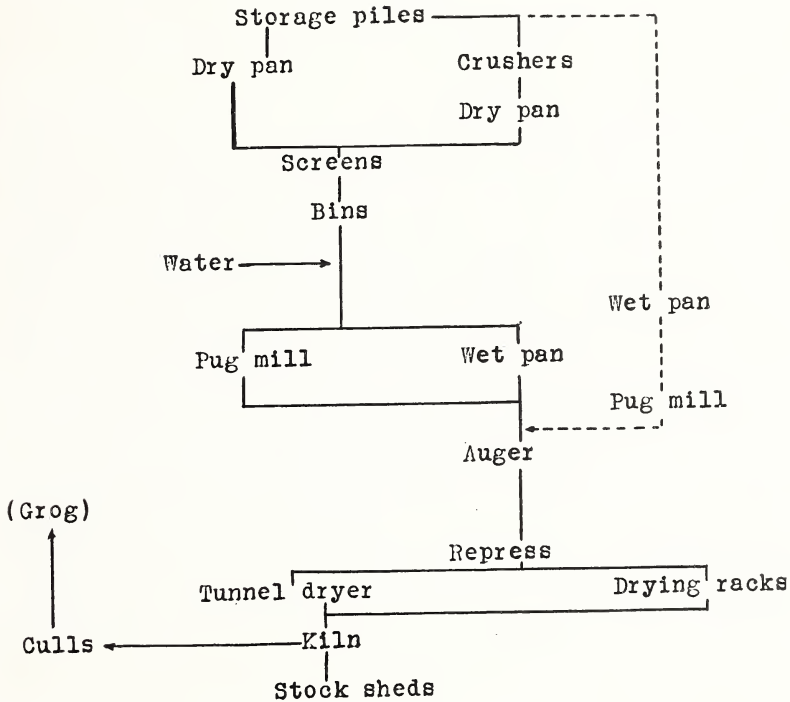 Storage piles
Dry pan
Crushers
Dry pan
Screens
Bins
Water
Wet pan
Pug mill
Wet pan
Pug mill
Auger
(Grog)
Repress
Tunnel dryer
Drying racks
Culls
Kiln
Stock sheds